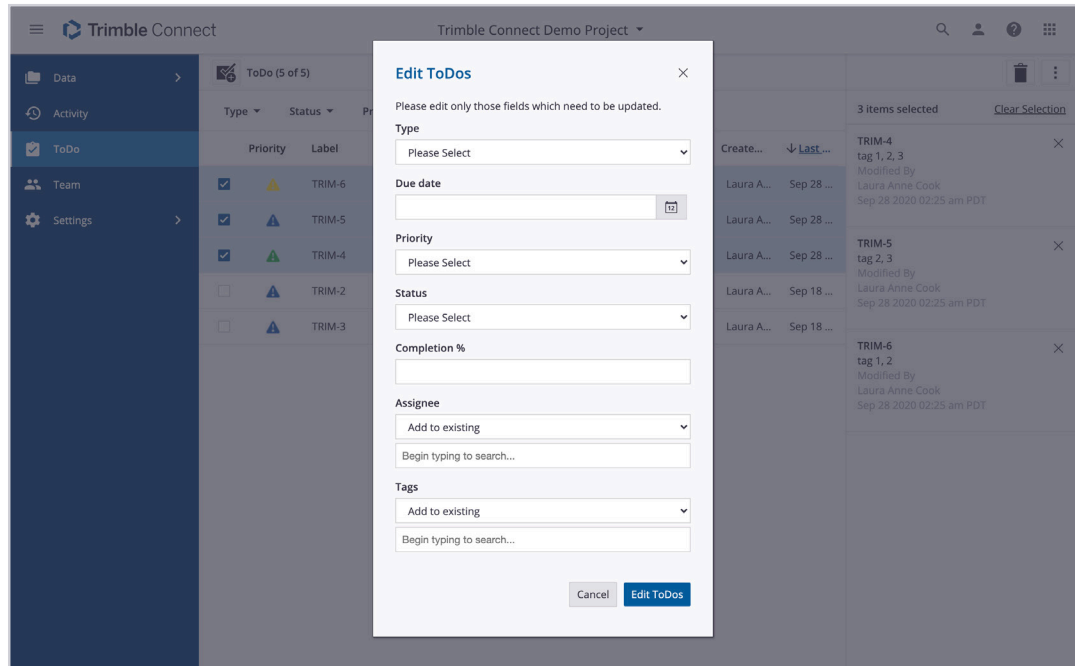 Trimble Connect
Trimble Connect Demo Project
Data
Activity
ToDo
Team
Settings
ToDo (5 of 5)
Type
Status
Priority
Label
Create...
Last ...
TRIM-6
Laura A...
Sep 28 ...
TRIM-5
Laura A...
Sep 28 ...
TRIM-4
Laura A...
Sep 28 ...
TRIM-2
Laura A...
Sep 18 ...
TRIM-3
Laura A...
Sep 18 ...
Edit ToDos
Please edit only those fields which need to be updated.
Type
Please Select
Due date
12
Priority
Please Select
Status
Please Select
Completion %
Assignee
Add to existing
Begin typing to search...
Tags
Add to existing
Begin typing to search...
Cancel
Edit ToDos
3 items selected
Clear Selection
TRIM-4
tag 1, 2, 3
Modified By
Laura Anne Cook
Sep 28 2020 02:25 am PDT
TRIM-5
tag 2, 3
Modified By
Laura Anne Cook
Sep 28 2020 02:25 am PDT
TRIM-6
tag 1, 2
Modified By
Laura Anne Cook
Sep 28 2020 02:25 am PDT